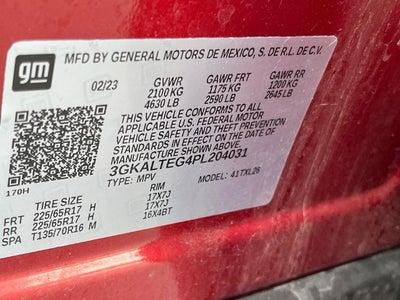 gm
MFD BY GENERAL MOTORS DE MEXICO, S. DE R.L. DE C.V.
02/23 GVWR GAWR FRT GAWR RR
2100 KG 1175 KG 1200 KG
4630 LB 2590 LB 2645 LB
THIS VEHICLE CONFORMS TO ALL
APPLICABLE U.S. FEDERAL MOTOR
VEHICLE SAFETY STANDARDS IN
EFFECT ON THE DATE OF
MANUFACTURE SHOWN ABOVE.
3GKALTEG4PL204031
TYPE: MPV MODEL: 41TXL26
170H
TIRE SIZE RIM
FRT 225/65R17 H 17X7J
RR 225/65R17 H 17X7J
SPA T135/70R16 M 16X4BT